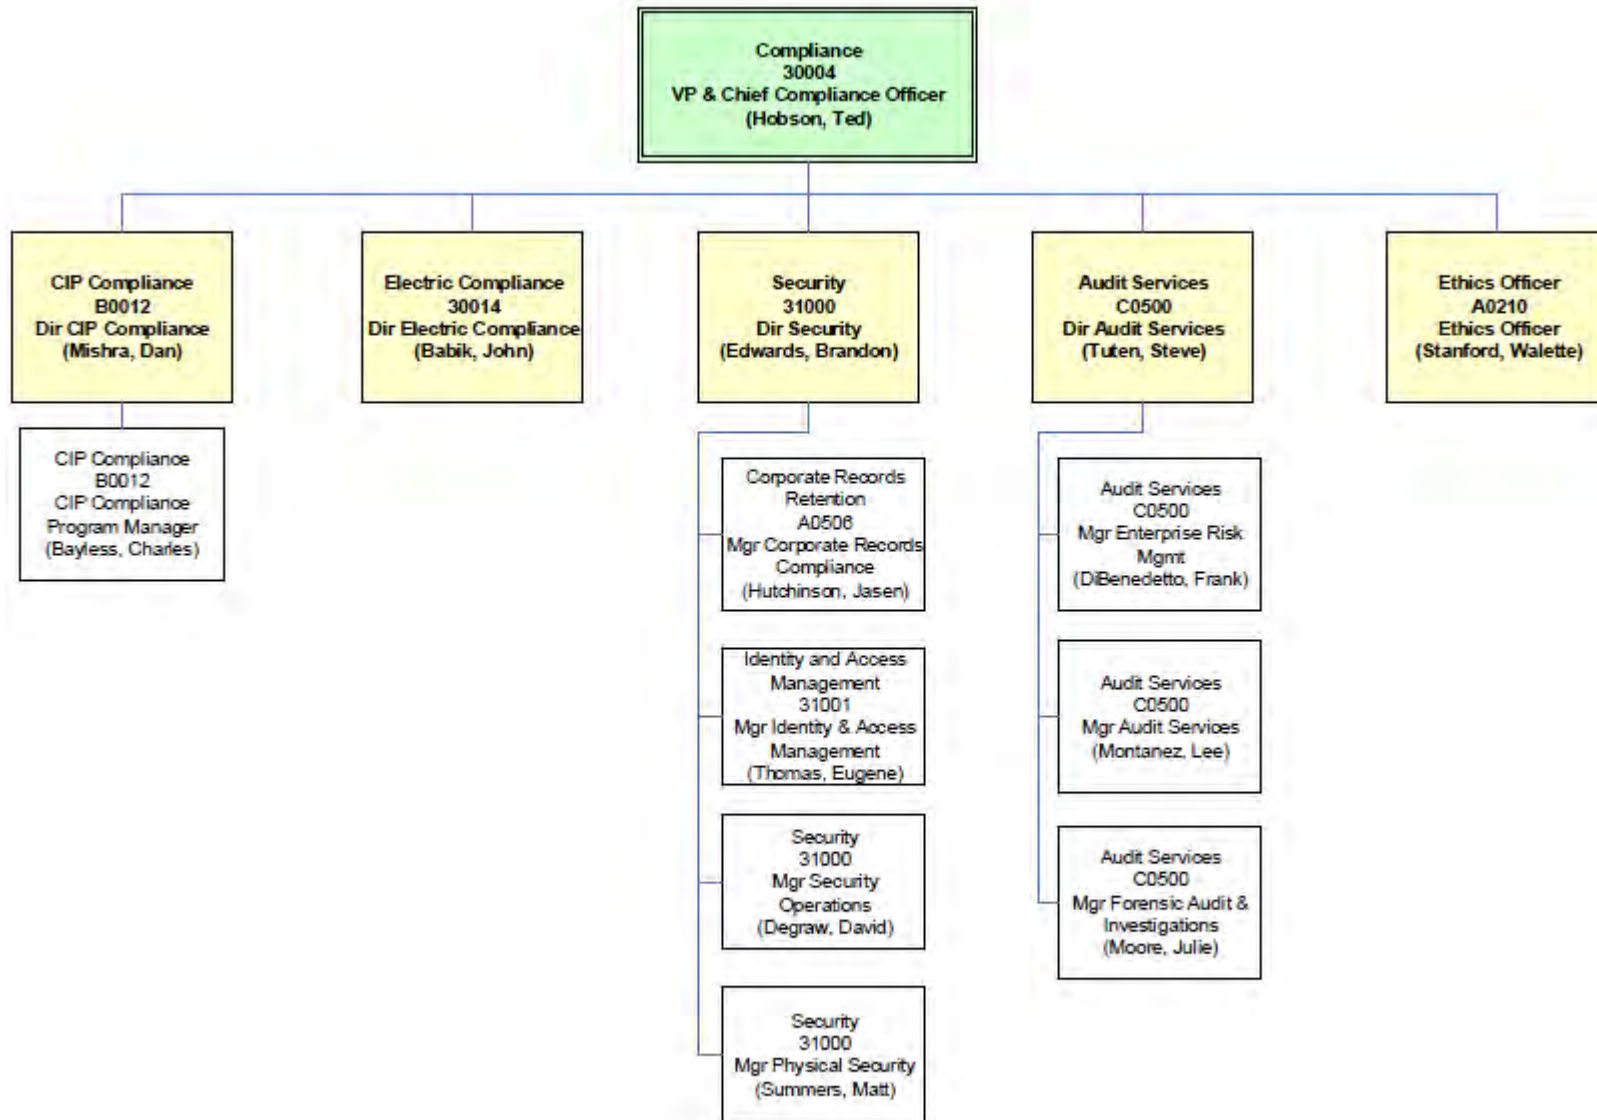 Compliance
30004
VP & Chief Compliance Officer
(Hobson, Ted)
CIP Compliance
B0012
Dir CIP Compliance
(Mishra, Dan)
Electric Compliance
30014
Dir Electric Compliance
(Babik, John)
Security
31000
Dir Security
(Edwards, Brandon)
Audit Services
C0500
Dir Audit Services
(Tuten, Steve)
Ethics Officer
A0210
Ethics Officer
(Stanford, Walette)
CIP Compliance
B0012
CIP Compliance
Program Manager
(Bayless, Charles)
Corporate Records
Retention
A0506
Mgr Corporate Records
Compliance
(Hutchinson, Jasen)
Identity and Access
Management
31001
Mgr Identity & Access
Management
(Thomas, Eugene)
Security
31000
Mgr Security
Operations
(Degraw, David)
Security
31000
Mgr Physical Security
(Summers, Matt)
Audit Services
C0500
Mgr Enterprise Risk
Mgmt
(DiBenedetto, Frank)
Audit Services
C0500
Mgr Audit Services
(Montanez, Lee)
Audit Services
C0500
Mgr Forensic Audit &
Investigations
(Moore, Julie)